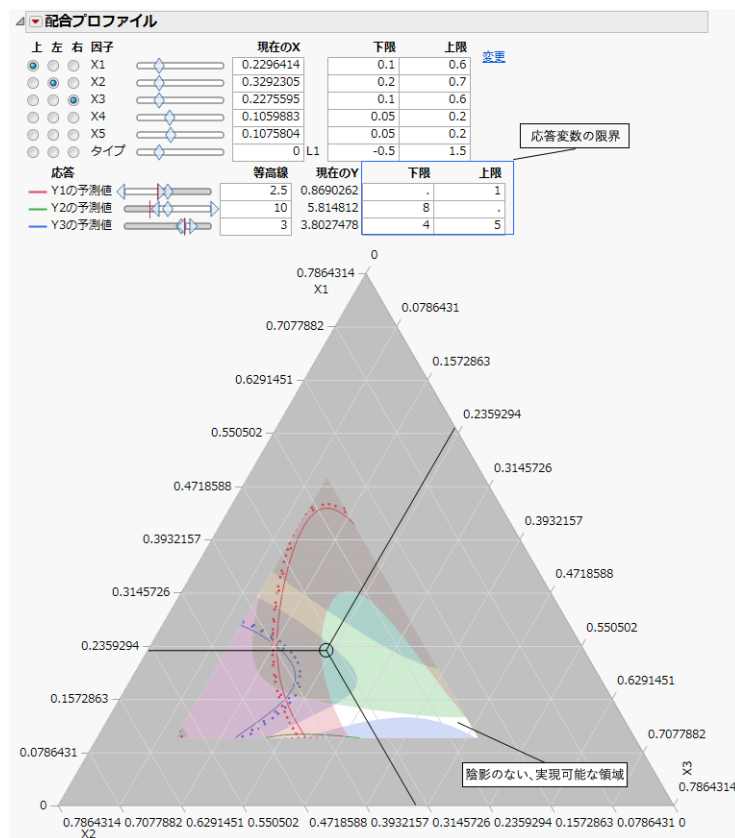 配合プロファイル
上 左 右 因子 現在のX 下限 上限
X1 0.2296414 0.1 0.6 変更
X2 0.3292305 0.2 0.7
X3 0.2275595 0.1 0.6
X4 0.1059883 0.05 0.2
X5 0.1075804 0.05 0.2
タイプ 0 L1 -0.5 1.5
応答変数の限界
応答 等高線 現在のY 下限 上限
Y1の予測値 2.5 0.8690262 . 1
Y2の予測値 10 5.814812 8 .
Y3の予測値 3 3.8027478 4 5
0
0.7864314
X1
0.0786431
0.7077882
0.1572863
0.6291451
0.2359294
0.550502
0.3145726
0.4718588
0.3932157
0.3932157
0.4718588
0.3145726
0.550502
0.2359294
0.6291451
0.1572863
0.7077882
0.0786431
X3
陰影のない、実現可能な領域
0.7864314
0
0.7864314 0.7077882 0.6291451 0.550502 0.4718588 0.3932157 0.3145726 0.2359294 0.1572863 0.0786431 0
X2